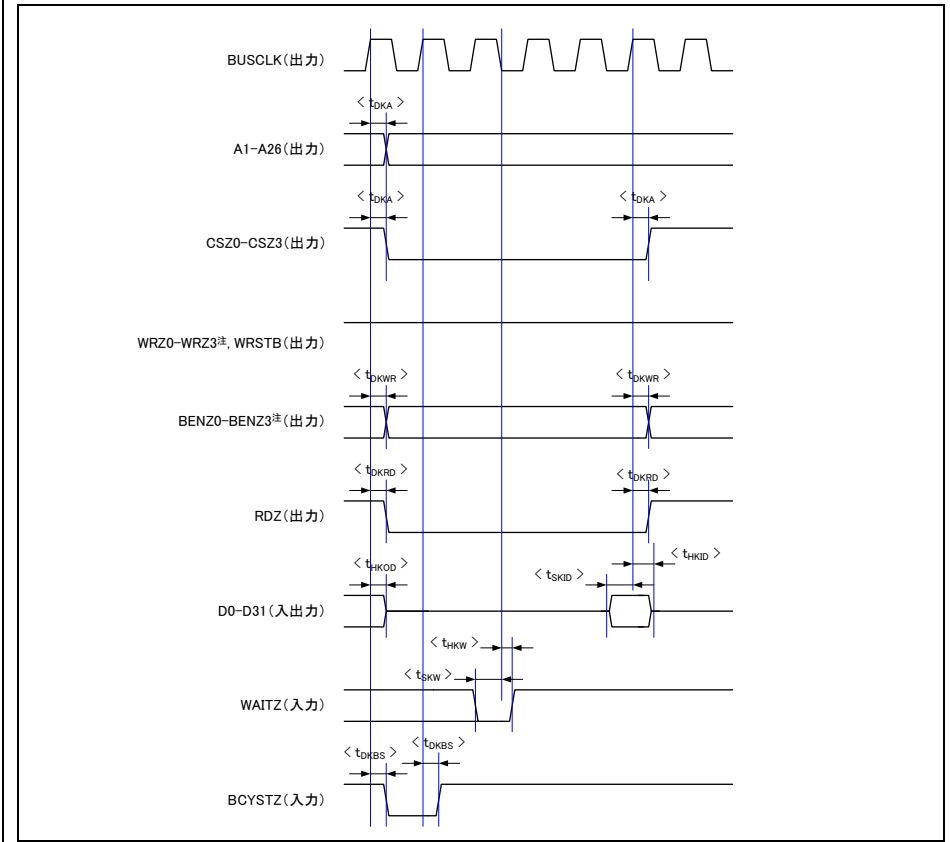 BUSCLK(出力)
< tDKA >
A1-A26(出力)
< tDKA > < tDKA >
CSZ0-CSZ3(出力)
WRZ0-WRZ3注, WRSTB(出力)
< tDKWR > < tDKWR >
BENZ0-BENZ3注(出力)
< tDKRD > < tDKRD >
RDZ(出力)
< tHKOD > < tSKID > < tHKID >
D0-D31(入出力)
< tHKW >
< tSKW >
WAITZ(入力)
< tDKBS > < tDKBS >
BCYSTZ(入力)